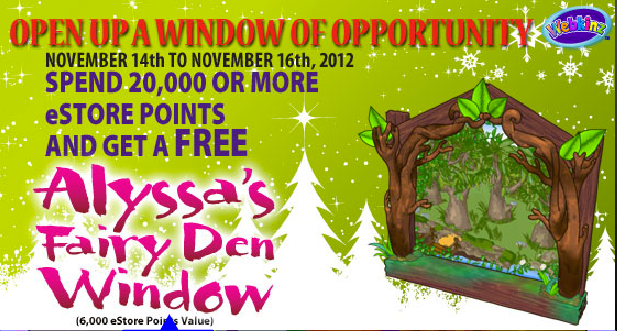 OPEN UP A WINDOW OF OPPORTUNITY
Webkinz
TM
NOVEMBER 14th TO NOVEMBER 16th, 2012
SPEND 20,000 OR MORE
eSTORE POINTS
AND GET A FREE
Alyssa's
Fairy Den
Window
(6,000 eStore Points Value)